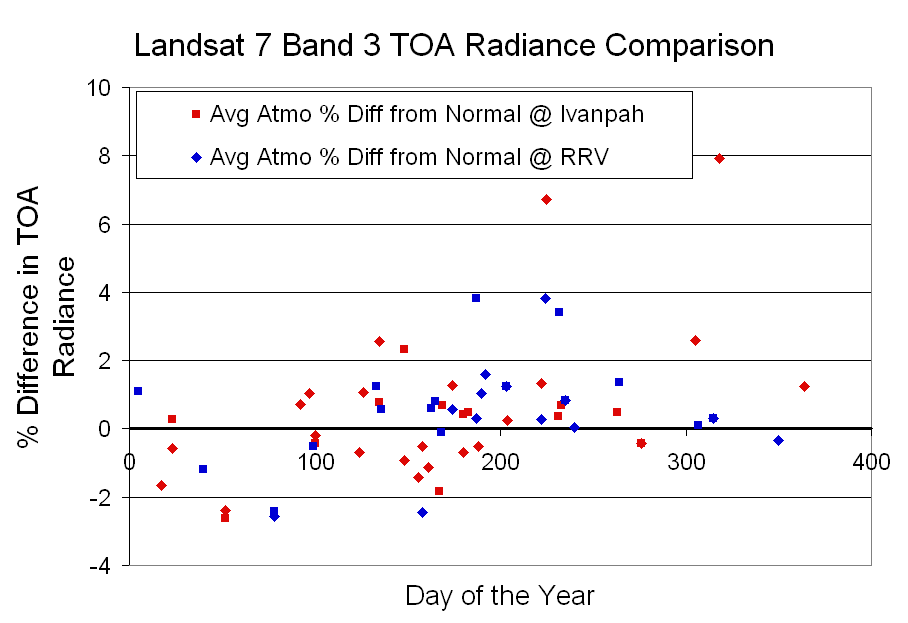 Landsat 7 Band 3 TOA Radiance Comparison
Avg Atmo % Diff from Normal @ Ivanpah
Avg Atmo % Diff from Normal @ RRV
% Difference in TOA
Radiance
10
8
6
4
2
0
-2
-4
0 100 200 300 400
Day of the Year